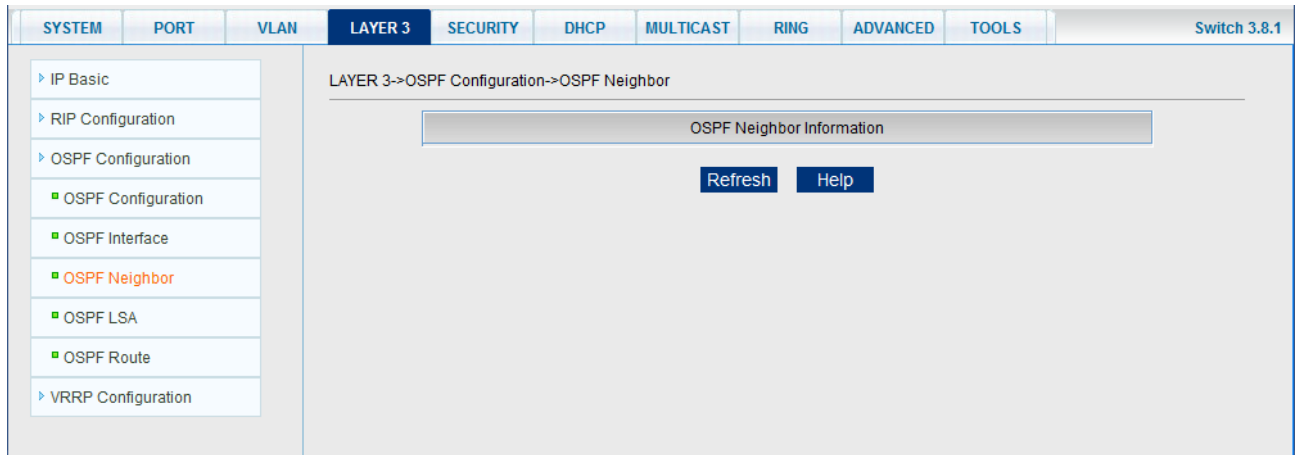 SYSTEM PORT VLAN LAYER 3 SECURITY DHCP MULTICAST RING ADVANCED TOOLS Switch 3.8.1
IP Basic
RIP Configuration
OSPF Configuration
OSPF Configuration
OSPF Interface
OSPF Neighbor
OSPF LSA
OSPF Route
VRRP Configuration
LAYER 3->OSPF Configuration->OSPF Neighbor
OSPF Neighbor Information
Refresh Help